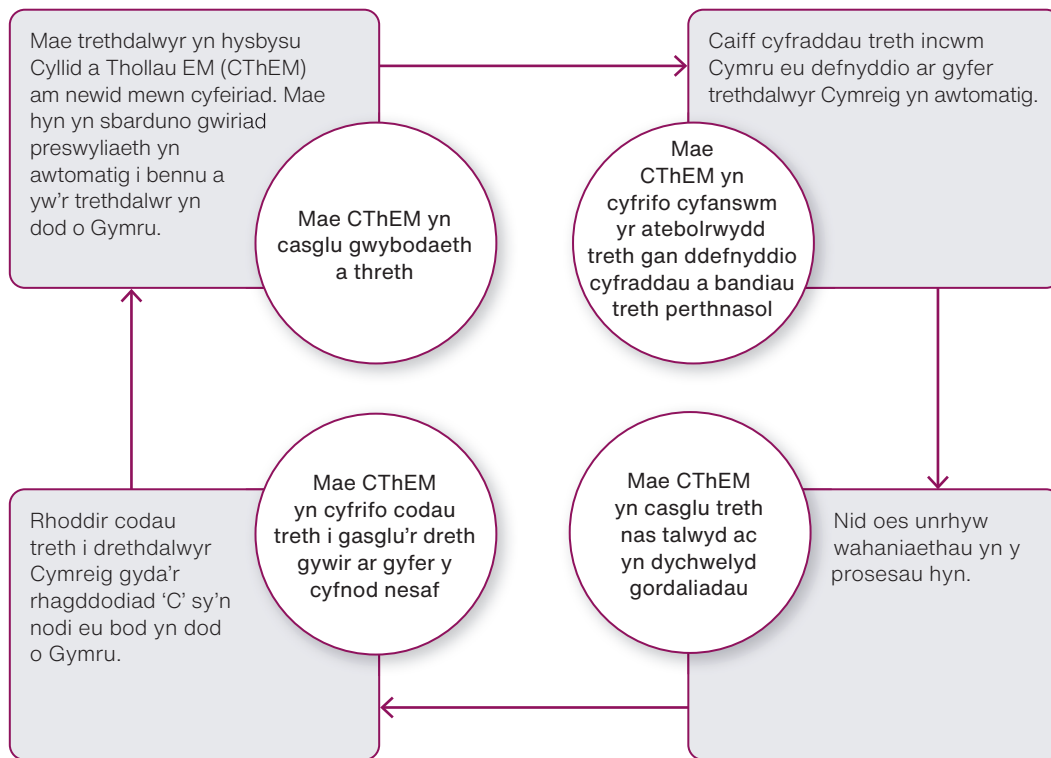 Mae trethdalwyr yn hysbysu
Cyllid a Thollau EM (CThEM)
am newid mewn cyfeiriad. Mae
hyn yn sbarduno gwiriad
preswyliaeth yn
awtomatig i bennu a
yw'r trethdalwr yn
dod o Gymru.
Mae CThEM yn
casglu gwybodaeth
a threth
Caiff cyfraddau treth incwm
Cymru eu defnyddio ar gyfer
trethdalwyr Cymreig yn awtomatig.
Mae
CThEM yn
cyfrifo cyfanswm
yr atebolrwydd
treth gan ddefnyddio
cyfraddau a bandiau
treth perthnasol
Mae CThEM
yn casglu treth
nas talwyd ac
yn dychwelyd
gordaliadau
Nid oes unrhyw
wahaniaethau yn y
prosesau hyn.
Mae CThEM
yn cyfrifo codau
treth i gasglu'r dreth
gywir ar gyfer y
cyfnod nesaf
Rhoddir codau
treth i drethdalwyr
Cymreig gyda'r
rhagddodiad ‘C’ sy'n
nodi eu bod yn dod
o Gymru.